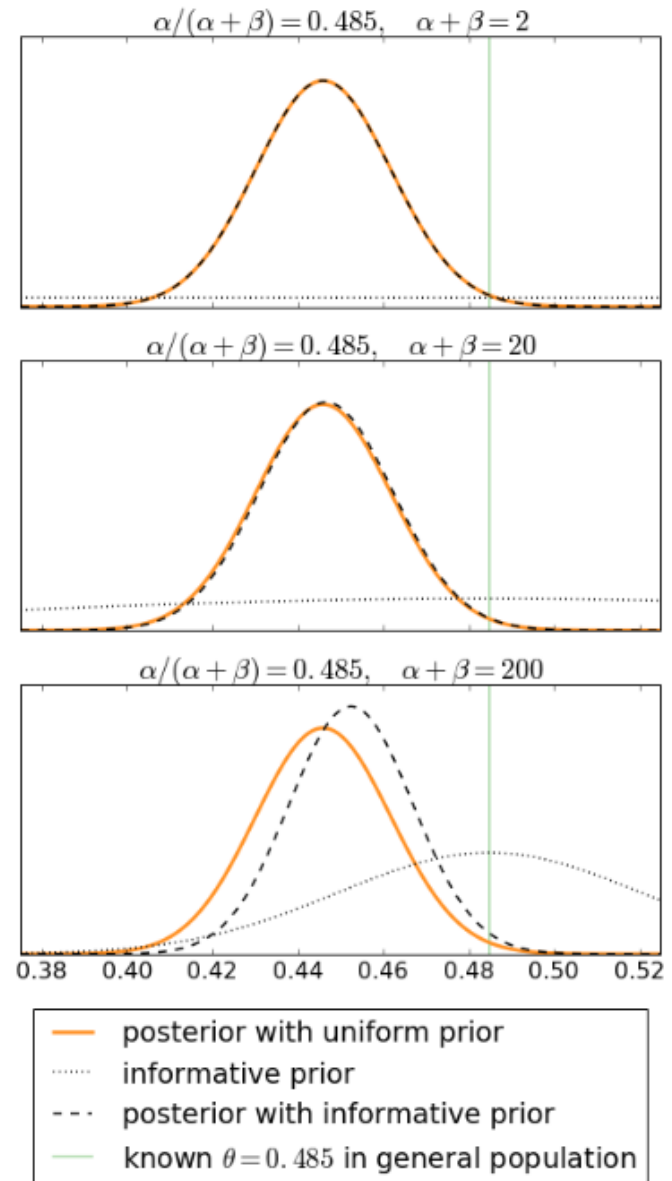 α/(α + β) = 0.485, α + β = 2
α/(α + β) = 0.485, α + β = 20
α/(α + β) = 0.485, α + β = 200
0.38 0.40 0.42 0.44 0.46 0.48 0.50 0.52
posterior with uniform prior
informative prior
posterior with informative prior
known θ = 0.485 in general population